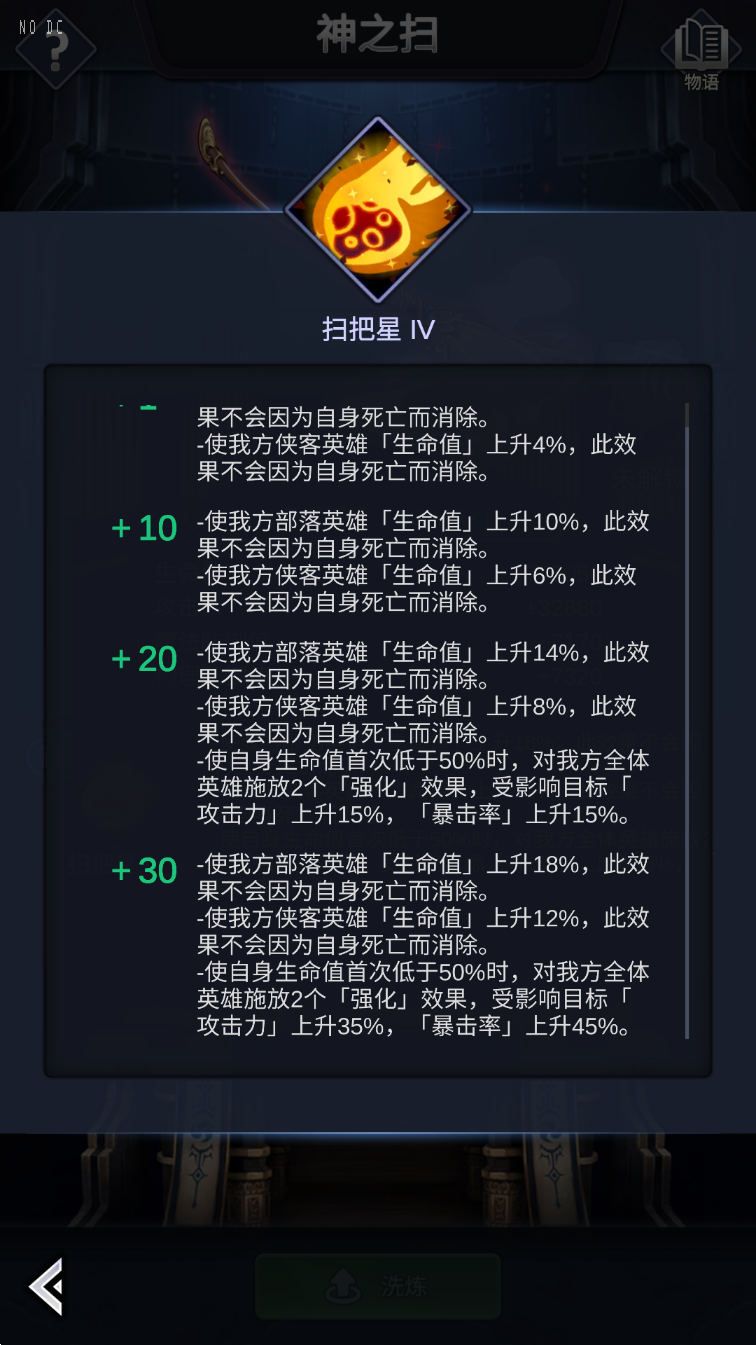 NO DC
神之扫
物语
扫把星 IV
果不会因为自身死亡而消除。
-使我方侠客英雄「生命值」上升4%，此效
果不会因为自身死亡而消除。
+10 -使我方部落英雄「生命值」上升10%，此效
果不会因为自身死亡而消除。
-使我方侠客英雄「生命值」上升6%，此效
果不会因为自身死亡而消除。
+20 -使我方部落英雄「生命值」上升14%，此效
果不会因为自身死亡而消除。
-使我方侠客英雄「生命值」上升8%，此效
果不会因为自身死亡而消除。
-使自身生命值首次低于50%时，对我方全体
英雄施放2个「强化」效果，受影响目标「
攻击力」上升15%，「暴击率」上升15%。
+30 -使我方部落英雄「生命值」上升18%，此效
果不会因为自身死亡而消除。
-使我方侠客英雄「生命值」上升12%，此效
果不会因为自身死亡而消除。
-使自身生命值首次低于50%时，对我方全体
英雄施放2个「强化」效果，受影响目标「
攻击力」上升35%，「暴击率」上升45%。
洗炼